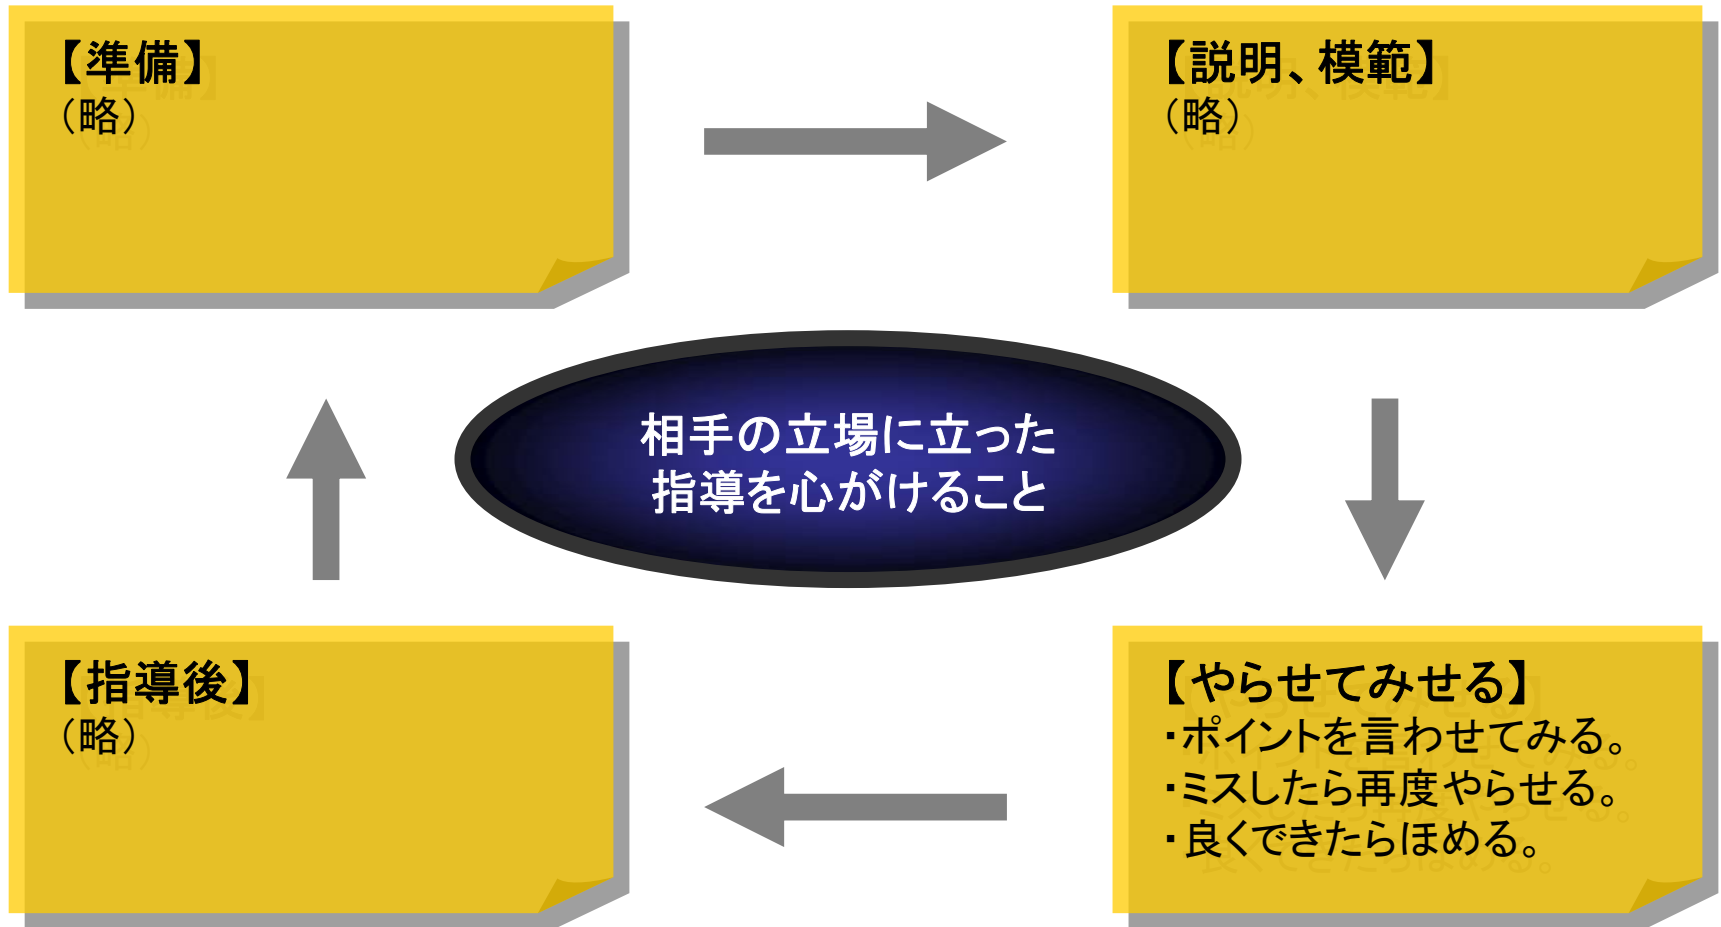 【準備】
（略）
【説明、模範】
（略）
相手の立場に立った
指導を心がけること
【指導後】
（略）
【やらせてみせる】
・ポイントを言わせてみる。
・ミスしたら再度やらせる。
・良くできたらほめる。